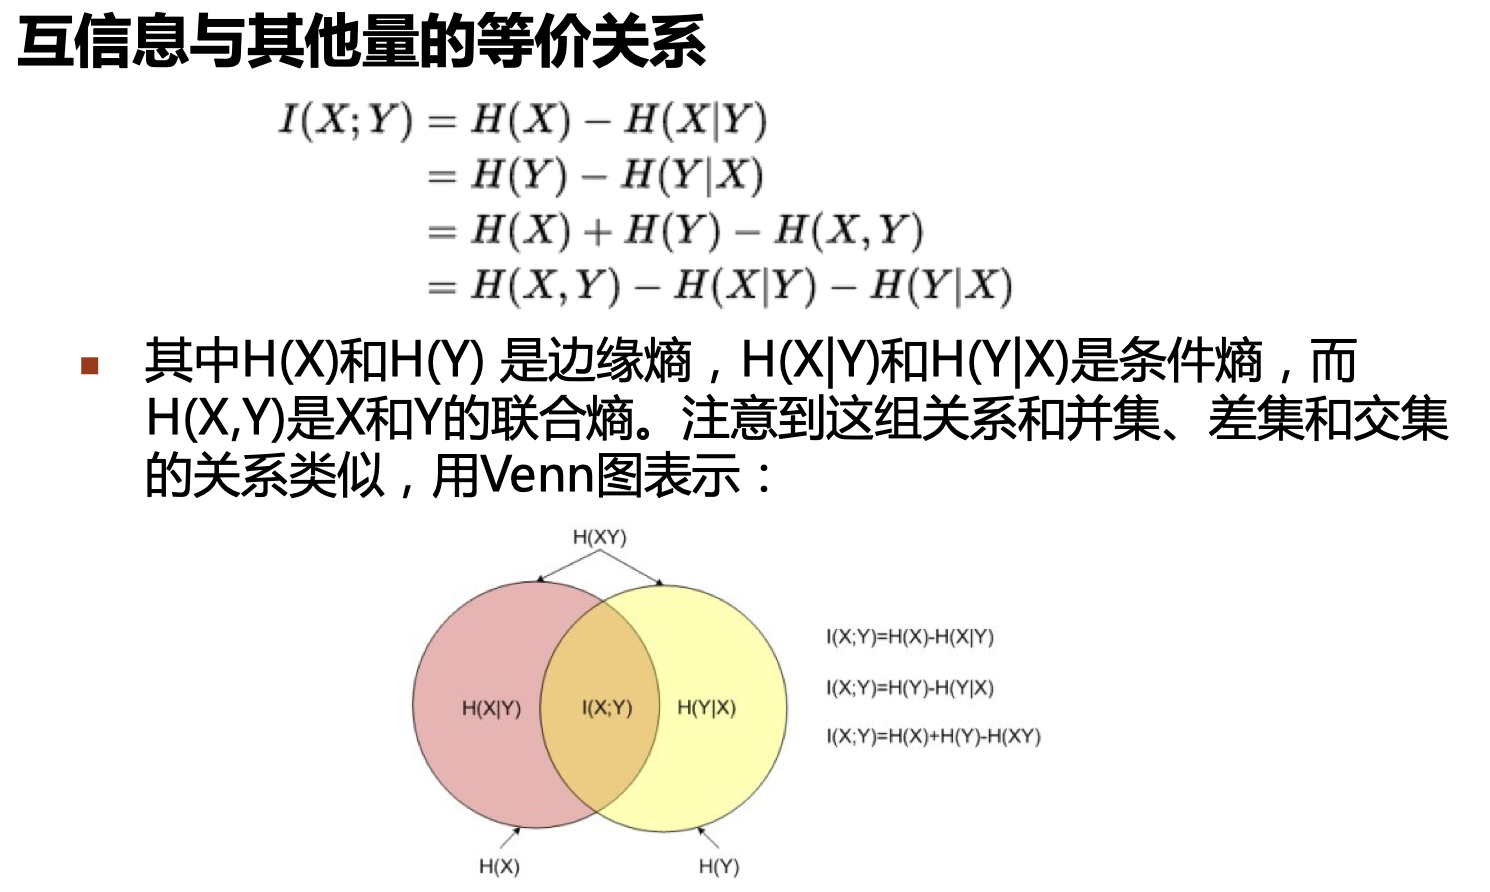 互信息与其他量的等价关系
I(X;Y) = H(X) − H(X|Y)
= H(Y) − H(Y|X)
= H(X) + H(Y) − H(X,Y)
= H(X,Y) − H(X|Y) − H(Y|X)
■ 其中H(X)和H(Y) 是边缘熵，H(X|Y)和H(Y|X)是条件熵，而
H(X,Y)是X和Y的联合熵。注意到这组关系和并集、差集和交集
的关系类似，用Venn图表示：
H(XY)
I(X;Y)=H(X)-H(X|Y)
I(X;Y)=H(Y)-H(Y|X)
H(X|Y) I(X;Y) H(Y|X)
I(X;Y)=H(X)+H(Y)-H(XY)
H(X) H(Y)